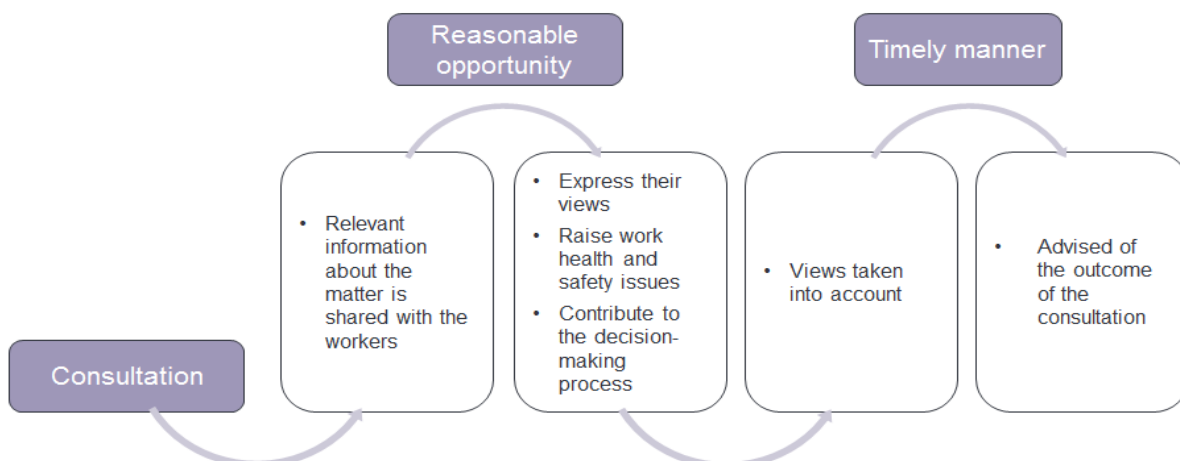 Reasonable
opportunity
Timely manner
Consultation
• Relevant
information
about the
matter is
shared with the
workers
• Express their
views
• Raise work
health and
safety issues
• Contribute to
the decision-
making
process
• Views taken
into account
• Advised of
the outcome
of the
consultation